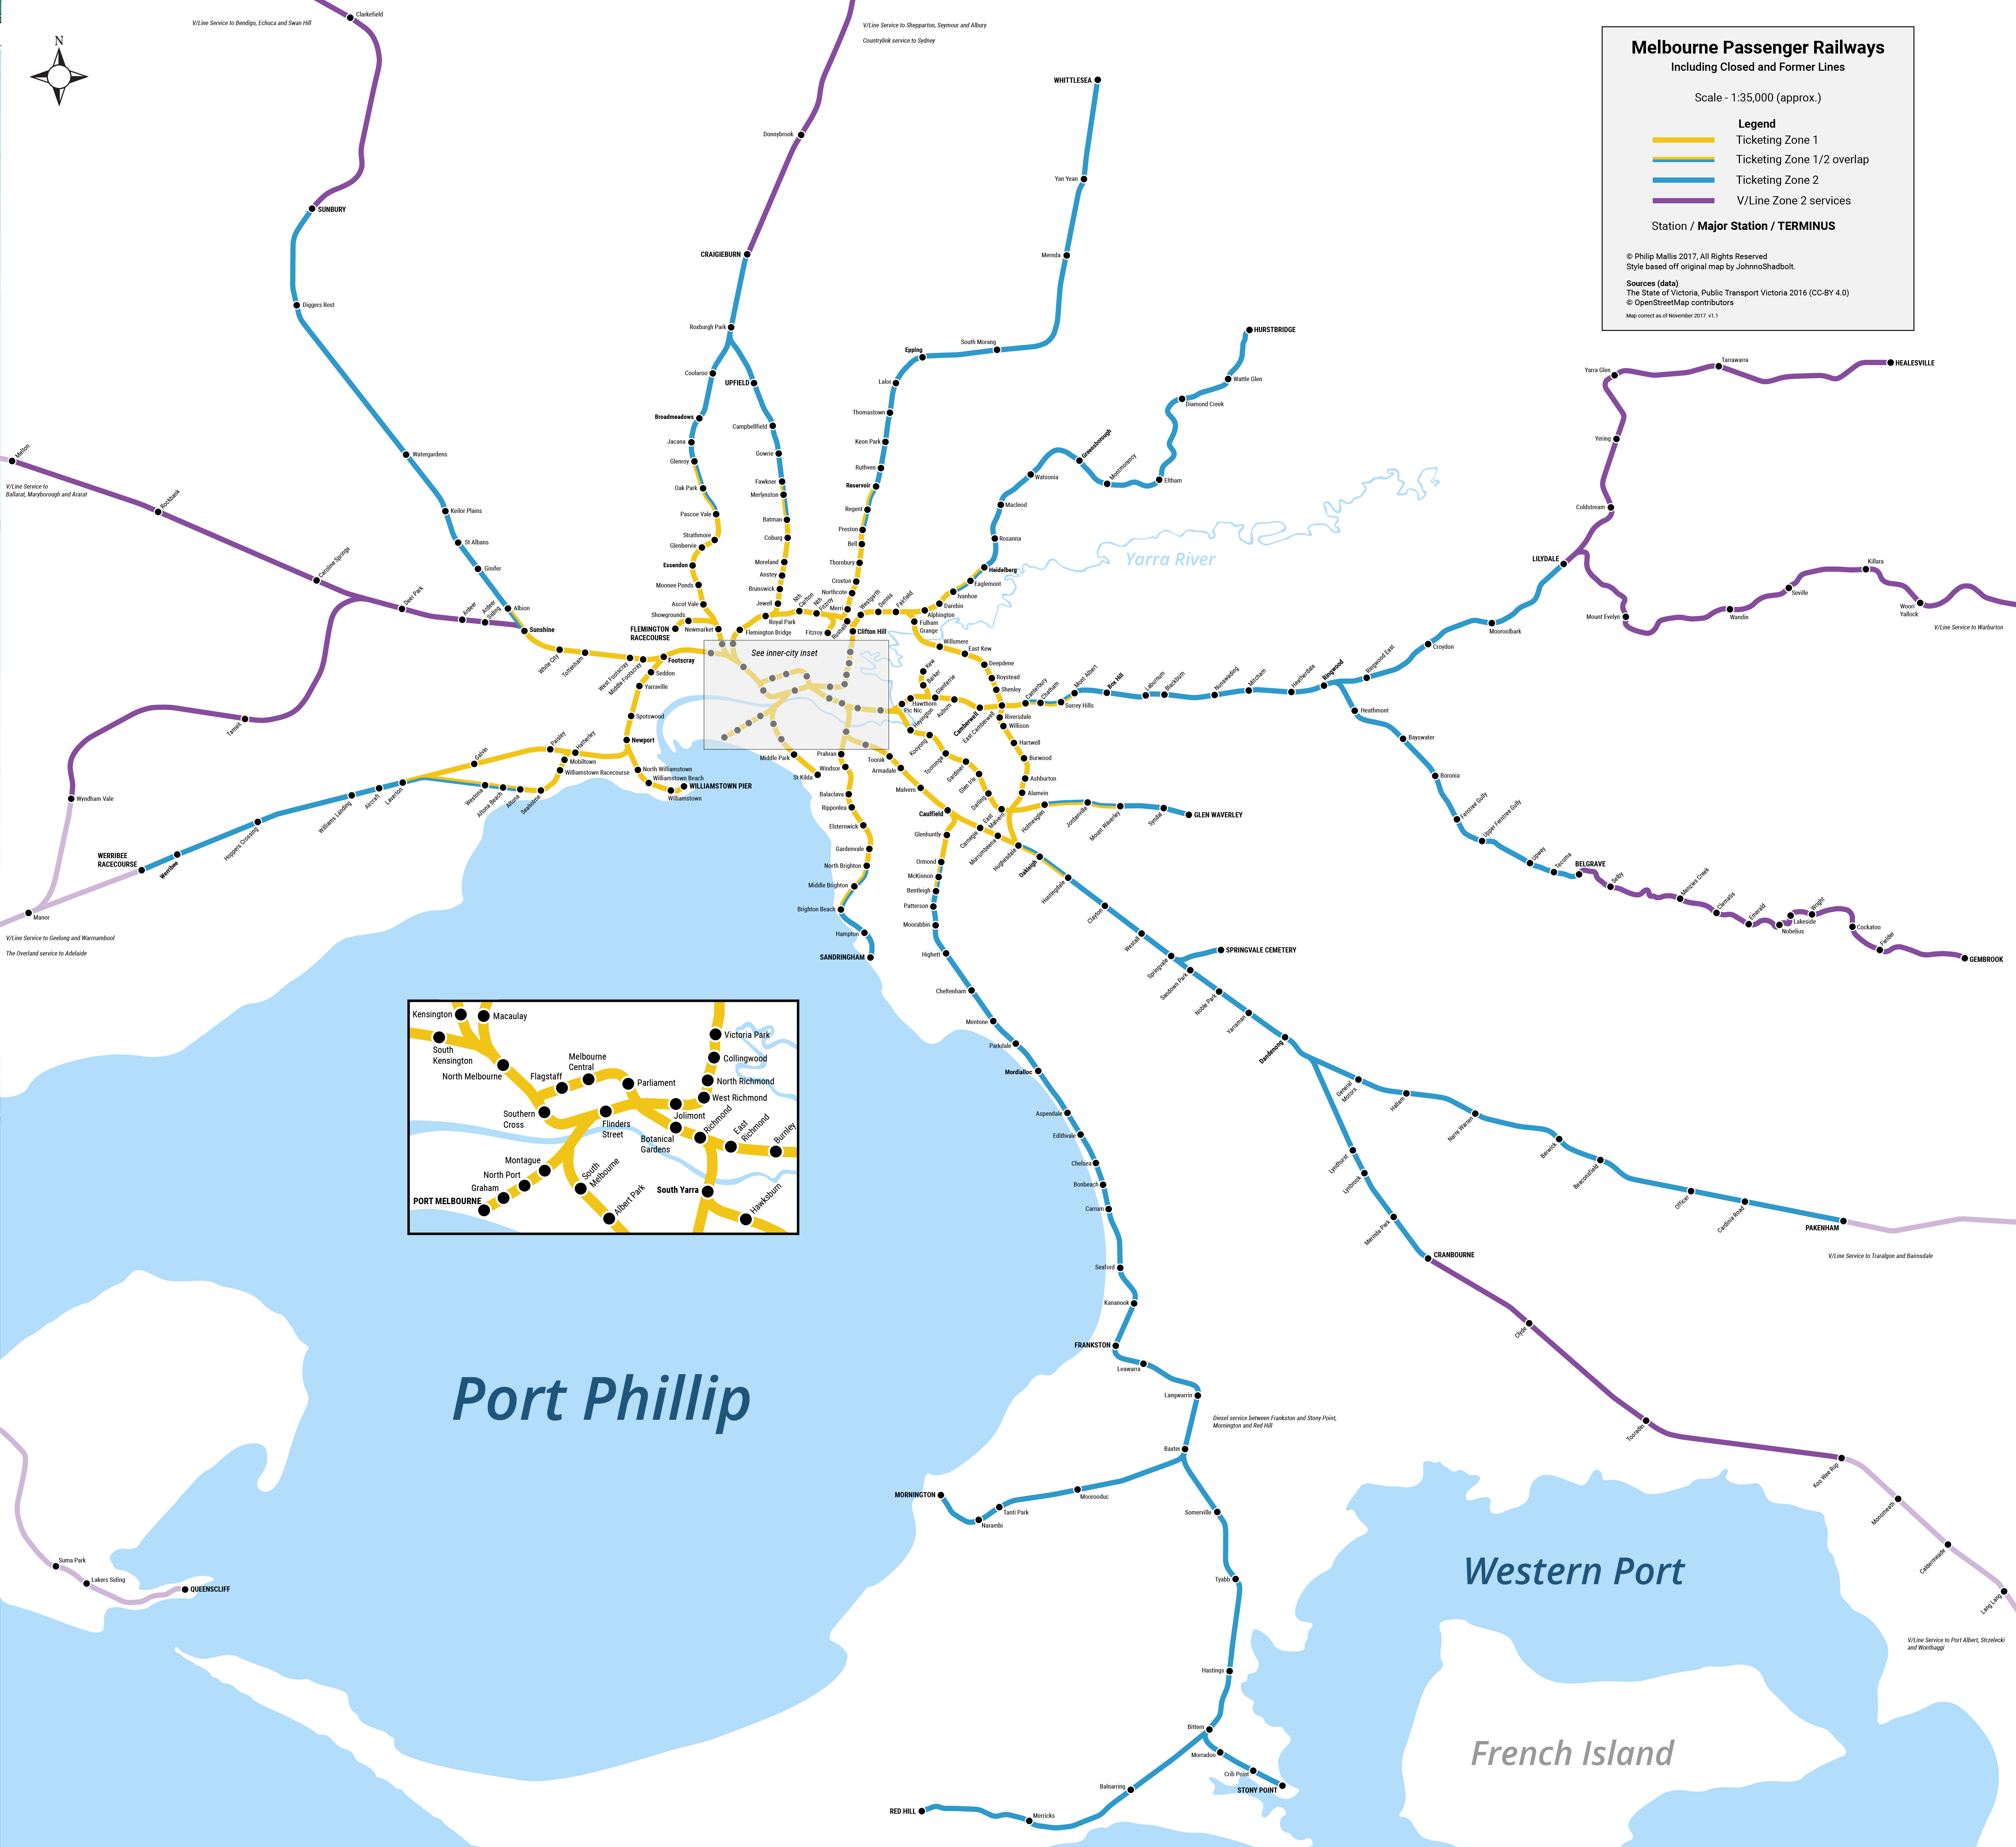 Clarkefield
V/Line Service to Bendigo, Echuca and Swan Hill
V/Line Service to Shepparton, Seymour and Albury
Countrylink service to Sydney
N
Melbourne Passenger Railways
Including Closed and Former Lines
Scale - 1:35,000 (approx.)
Legend
Ticketing Zone 1
Ticketing Zone 1/2 overlap
Ticketing Zone 2
V/Line Zone 2 services
Station / Major Station / TERMINUS
© Philip Mallis 2017, All Rights Reserved
Style based off original map by JohnnoShadbolt.
Sources (data)
The State of Victoria, Public Transport Victoria 2016 (CC-BY 4.0)
© OpenStreetMap contributors
Map correct as of November 2017. v1.1
WHITTLESEA
Donnybrook
Yan Yean
SUNBURY
CRAIGIEBURN
Mernda
Diggers Rest
Roxburgh Park
HURSTBRIDGE
South Morang
Epping
Coolaroo
UPFIELD
Lalor
Wattle Glen
Diamond Creek
Yarra Glen
Tarrawarra
HEALESVILLE
Broadmeadows
Campbellfield
Thomastown
Jacana
Keon Park
Greensborough
Yering
Melton
Watergardens
Glenroy
Gowrie
Ruthven
Montmorency
Eltham
Watsonia
V/Line Service to
Ballarat, Maryborough and Ararat
Rockbank
Oak Park
Fawkner
Merlynston
Reservoir
Macleod
Keilor Plains
Pascoe Vale
Batman
Regent
Coldstream
St Albans
Strathmore
Glenbervie
Coburg
Preston
Bell
Rosanna
Yarra River
Caroline Springs
Ginifer
Essendon
Moreland
Anstey
Thornbury
Heidelberg
LILYDALE
Killara
Deer Park
Moonee Ponds
Brunswick
Croxton
Northcote
Eaglemont
Ivanhoe
Seville
Ardeer
Ardeer
Siding
Albion
Ascot Vale
Jewell
Nth
Carlton
Nth
Fitzroy
Merri
Westgarth
Dennis
Fairfield
Darebin
Alphington
Mount Evelyn
Wandin
Woori
Yallock
V/Line Service to Warburton
Sunshine
Showgrounds
Royal Park
Fulham
Grange
Mooroolbark
FLEMINGTON
RACECOURSE
Newmarket
Flemington Bridge
Fitzroy
Rushall
Clifton Hill
Willsmere
East Kew
Croydon
White City
Tottenham
West Footscray
Middle Footscray
Footscray
See inner-city inset
Seddon
Kew
Barker
Deepdene
Roystead
Shenley
Mont Albert
Box Hill
Laburnum
Blackburn
Nunawading
Mitcham
Heatherdale
Ringwood
Ringwood East
Yarraville
Hawthorn
Glenferrie
Auburn
Pic Nic
Canterbury
Chatham
Surrey Hills
Heathmont
Tarneit
Spotswood
Heyington
Camberwell
East Camberwell
Riversdale
Willison
Newport
Kooyong
Hartwell
Bayswater
Galvin
Paisley
Hatherley
Mobiltown
Williamstown Racecourse
North Williamstown
Williamstown Beach
WILLIAMSTOWN PIER
Williamstown
Middle Park
St Kilda
Prahran
Windsor
Toorak
Armadale
Malvern
Tooronga
Gardiner
Glen Iris
Darling
East
Malvern
Burwood
Ashburton
Alamein
Boronia
Wyndham Vale
Williams Landing
Aircraft
Laverton
Westona
Altona Beach
Altona
Seaholme
Balaclava
Ripponlea
Caulfield
Holmesglen
Jordanville
Mount Waverley
Syndal
GLEN WAVERLEY
Ferntree Gully
Upper Ferntree Gully
Hoppers Crossing
Elsternwick
Glenhuntly
Carnegie
Murrumbeena
Hughesdale
Oakleigh
Huntingdale
WERRIBEE
RACECOURSE
Werribee
Gardenvale
Ormond
Upwey
Tecoma
BELGRAVE
North Brighton
McKinnon
Selby
Menzies Creek
Middle Brighton
Bentleigh
Clematis
Emerald
Nobelius
Lakeside
Wright
Manor
Brighton Beach
Patterson
Clayton
Cockatoo
Moorabbin
Fielder
V/Line Service to Geelong and Warrnambool
The Overland service to Adelaide
Hampton
SANDRINGHAM
Highett
Westall
SPRINGVALE CEMETERY
Springvale
GEMBROOK
Cheltenham
Sandown Park
Noble Park
Mentone
Yarraman
Parkdale
Dandenong
Kensington
Macaulay
South
Kensington
North Melbourne
Flagstaff
Melbourne
Central
Parliament
Victoria Park
Collingwood
North Richmond
West Richmond
Southern
Cross
Flinders
Street
Jolimont
Richmond
Botanical
Gardens
East
Richmond
Burnley
Montague
North Port
Graham
PORT MELBOURNE
South
Melbourne
Albert Park
South Yarra
Hawksburn
Mordialloc
General
Motors
Hallam
Aspendale
Narre Warren
Edithvale
Berwick
Chelsea
Lyndhurst
Beaconsfield
Bonbeach
Lynbrook
Officer
Carrum
Cardinia Road
Merinda Park
PAKENHAM
CRANBOURNE
V/Line Service to Traralgon and Bairnsdale
Seaford
Kananook
Clyde
FRANKSTON
Leawarra
Port Phillip
Langwarrin
Diesel service between Frankston and Stony Point,
Mornington and Red Hill
Tooradin
Baxter
Koo Wee Rup
MORNINGTON
Moorooduc
Tanti Park
Narambi
Somerville
Monomeath
Western Port
Caldermeade
Suma Park
Lakers Siding
QUEENSCLIFF
Tyabb
Lang Lang
V/Line Service to Port Albert, Strzelecki
and Wonthaggi
Hastings
Bittern
Morradoo
French Island
Crib Point
STONY POINT
Balnarring
RED HILL
Merricks